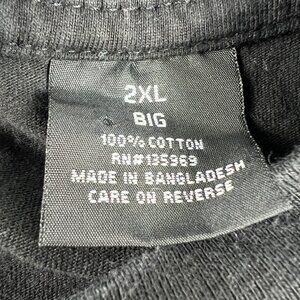 2XL
BIG
100% COTTON
RN#135969
MADE IN BANGLADESH
CARE ON REVERSE